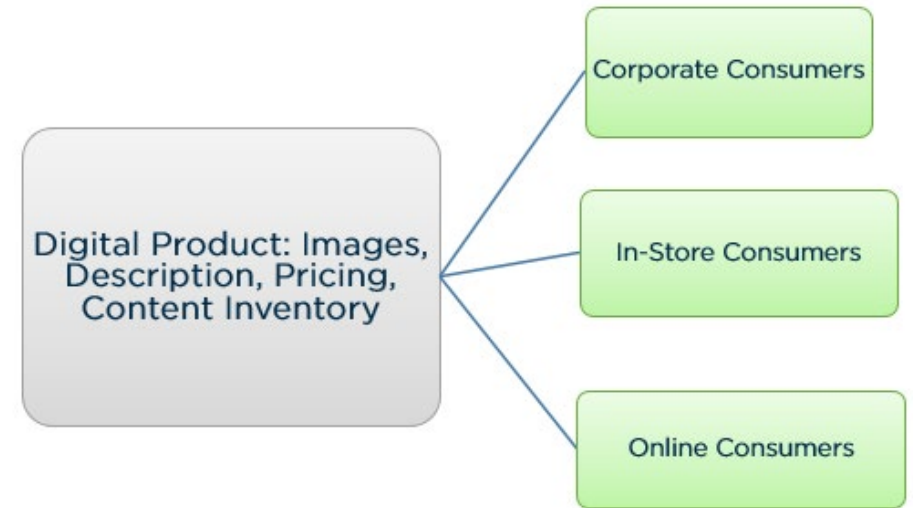 Corporate Consumers
Digital Product: Images,
Description, Pricing,
Content Inventory
In-Store Consumers
Online Consumers